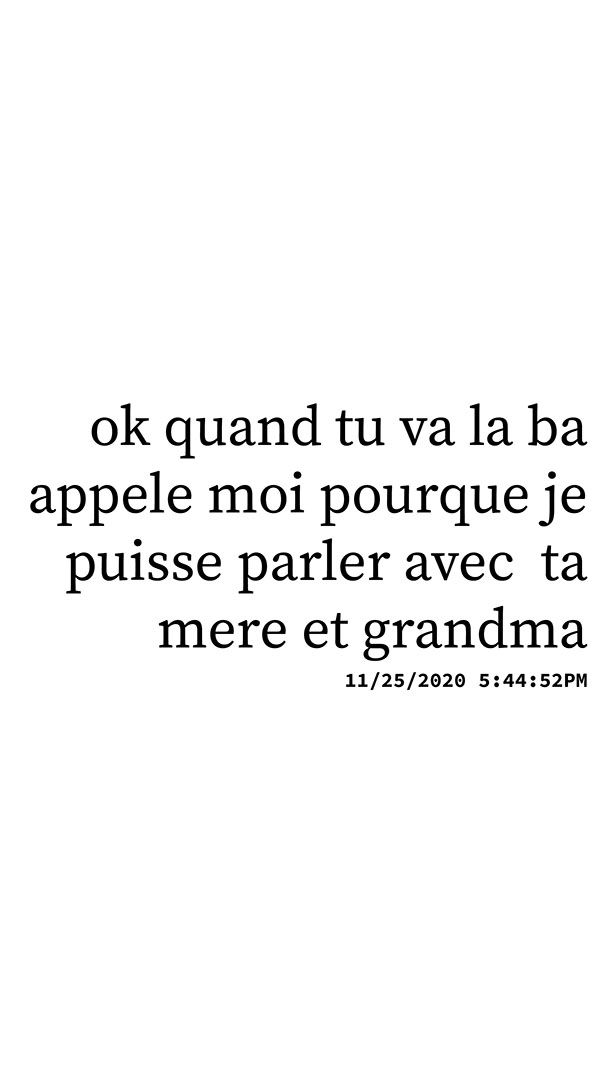 ok quand tu va la ba
appele moi pourque je
puisse parler avec  ta
mere et grandma
11/25/2020 5:44:52PM